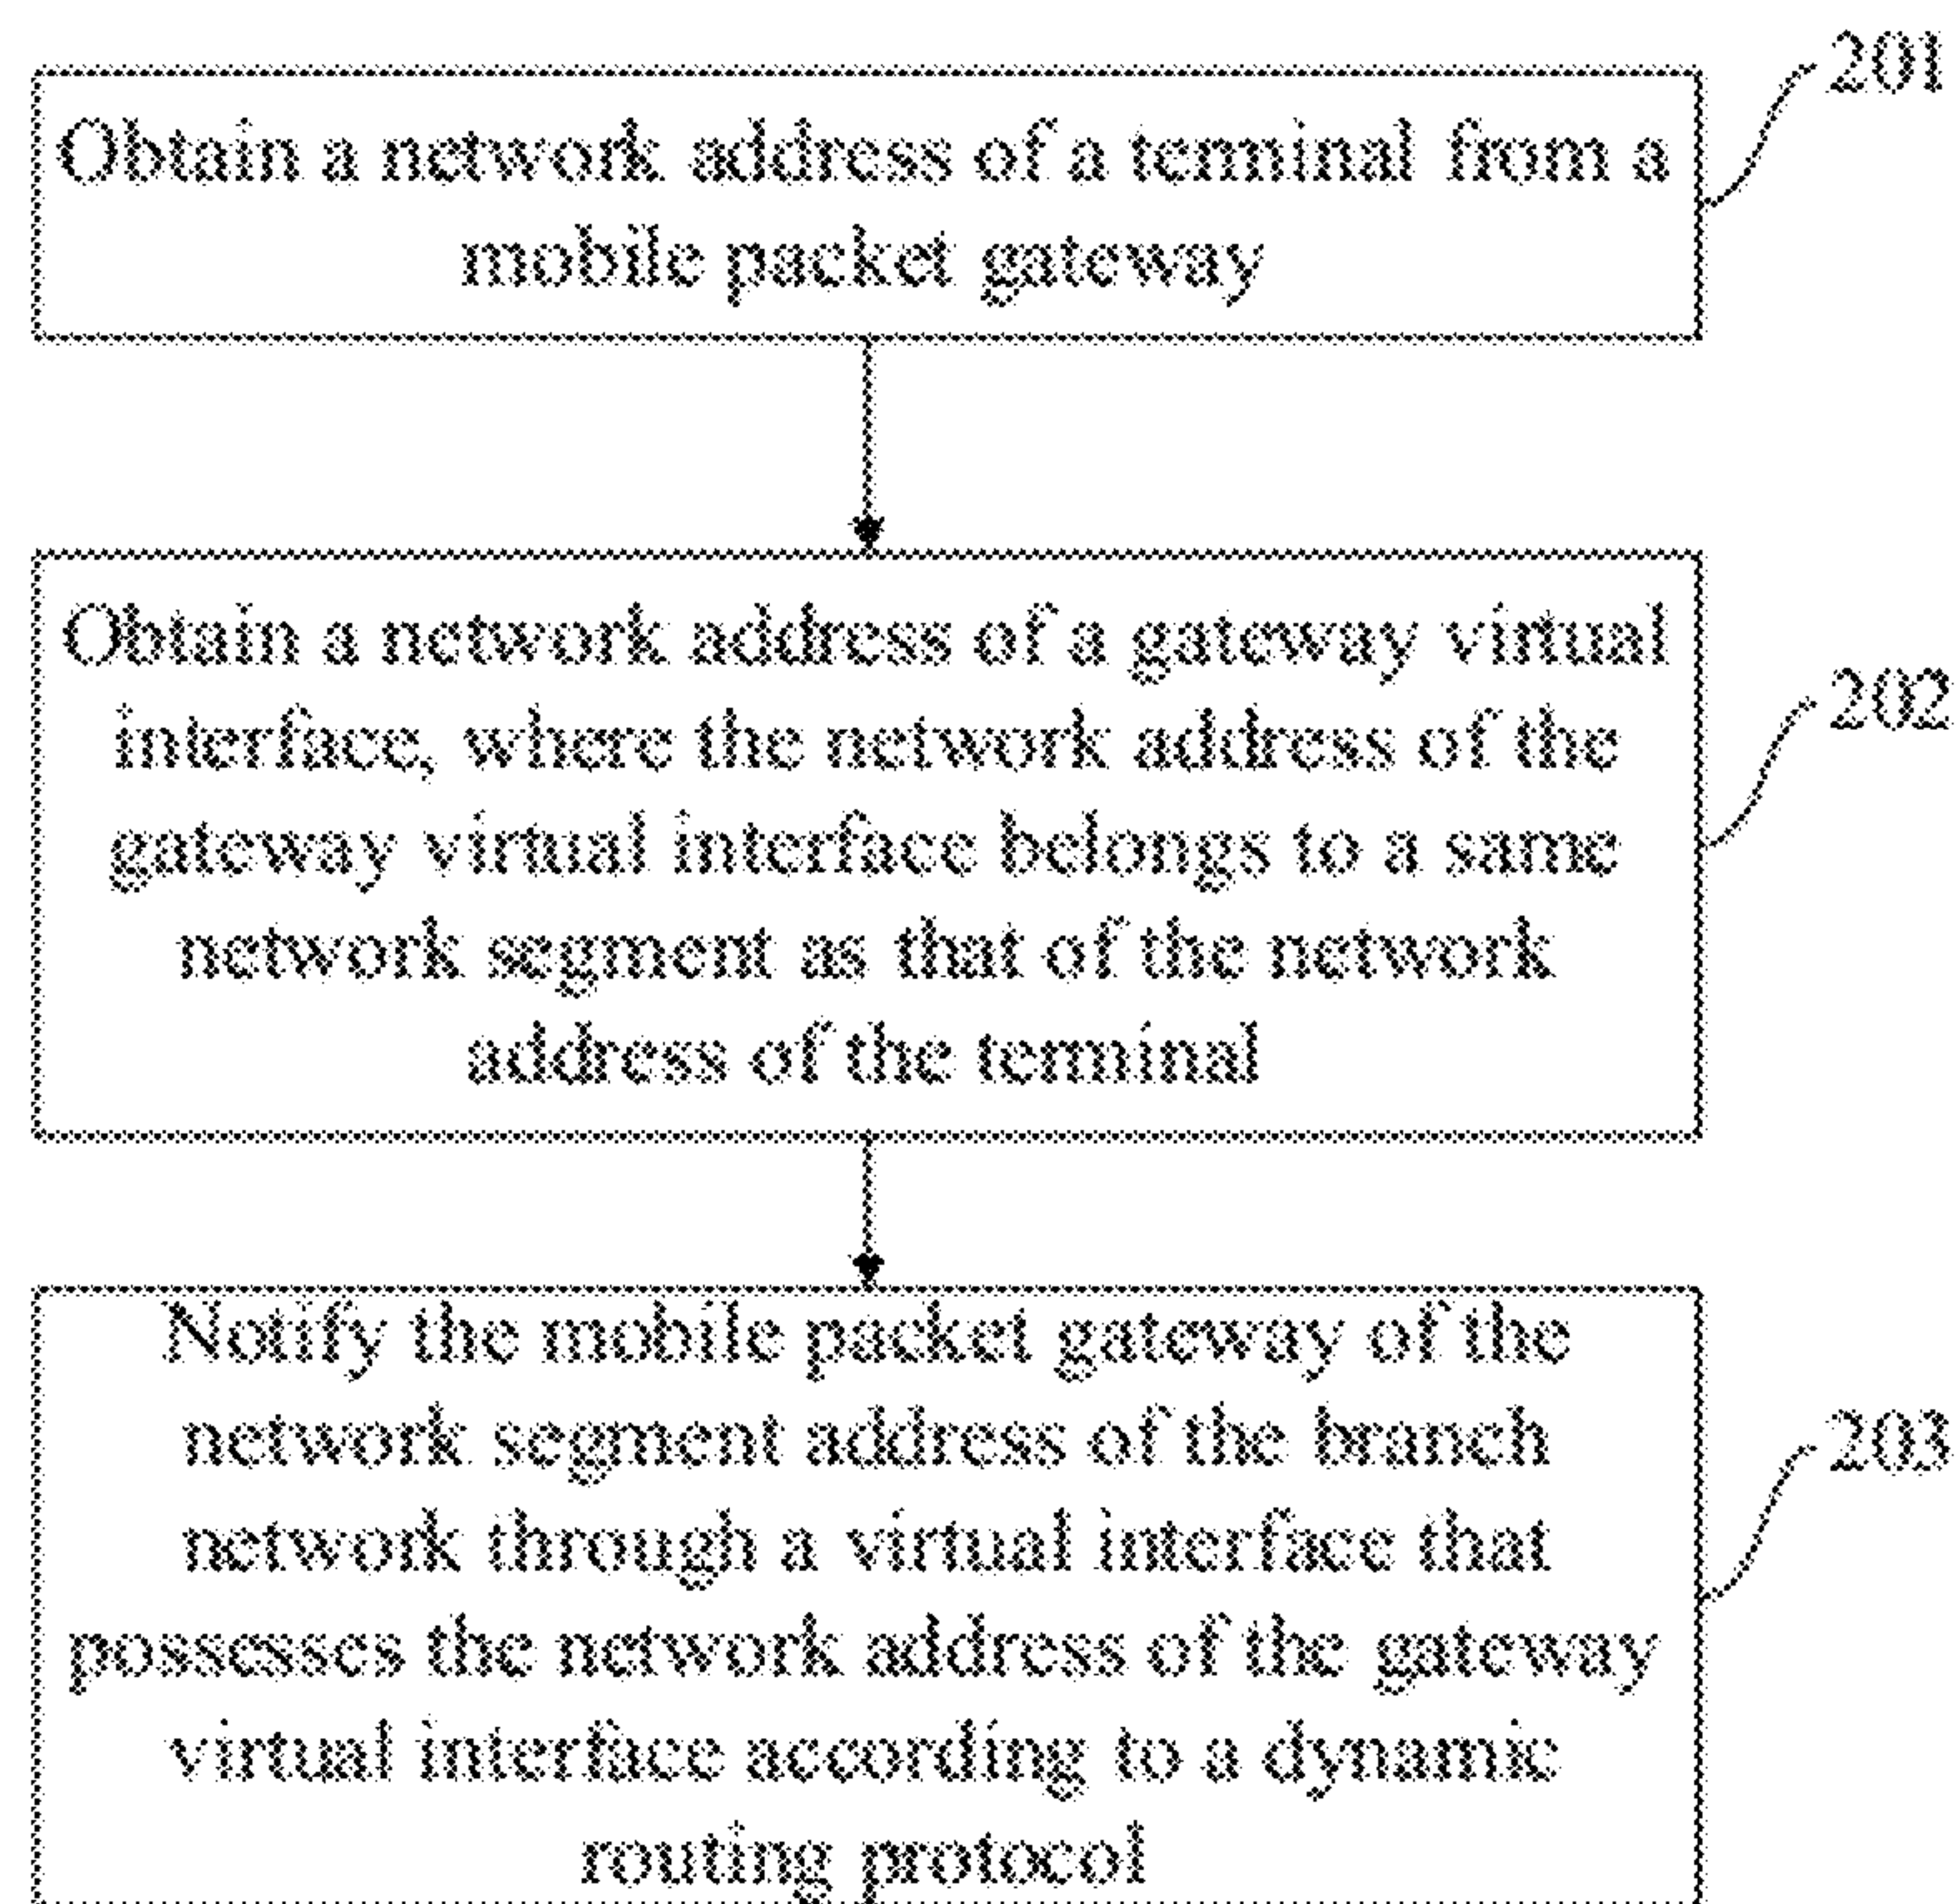 201
Obtain a network address of a terminal from a
mobile packet gateway
Obtain a network address of a gateway virtual
interface, where the network address of the
gateway virtual interface belongs to a same
network segment as that of the network
address of the terminal
202
Notify the mobile packet gateway of the
network segment address of the branch
network through a virtual interface that
possesses the network address of the gateway
virtual interface according to a dynamic
routing protocol
203